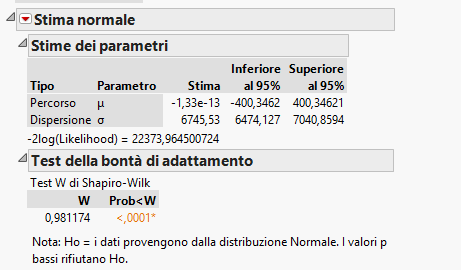 Stima normale
Stime dei parametri
Inferiore Superiore
Tipo Parametro Stima al 95% al 95%
Percorso μ -1,33e-13 -400,3462 400,34621
Dispersione σ 6745,53 6474,127 7040,8594
-2log(Likelihood) = 22373,964500724
Test della bontà di adattamento
Test W di Shapiro-Wilk
W Prob<W
0,981174 <,0001*
Nota: Ho = i dati provengono dalla distribuzione Normale. I valori p
bassi rifiutano Ho.